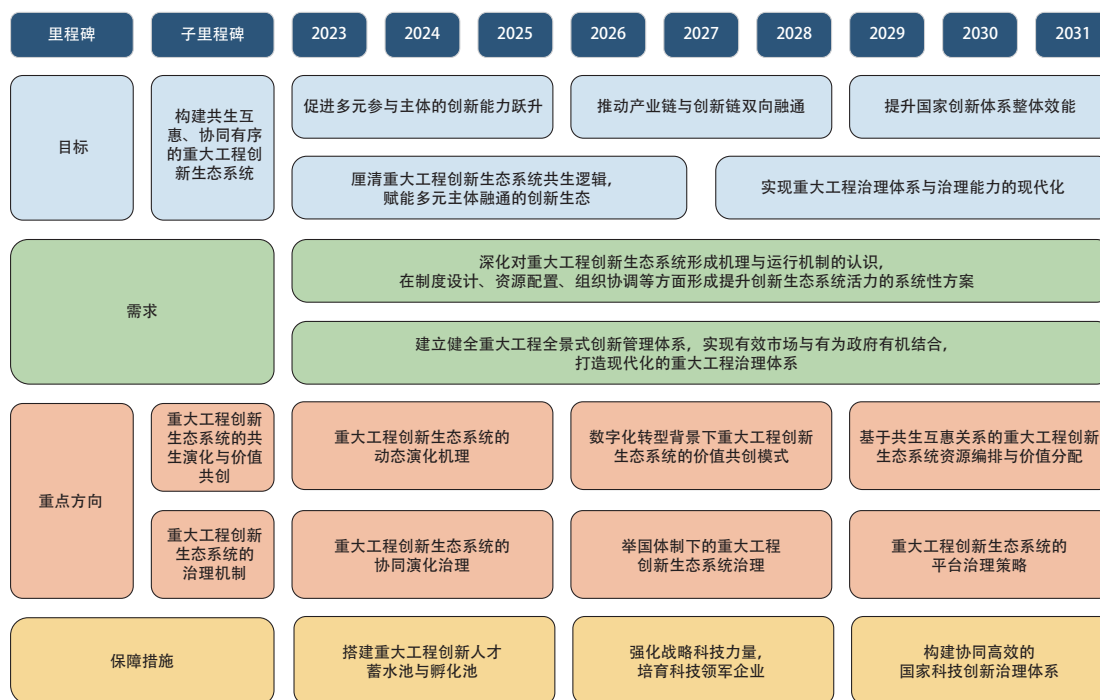 里程碑
子里程碑
2023
2024
2025
2026
2027
2028
2029
2030
2031
目标
构建共生互
惠、协同有序
的重大工程创
新生态系统
促进多元参与主体的创新能力跃升
推动产业链与创新链双向融通
提升国家创新体系整体效能
厘清重大工程创新生态系统共生逻辑，
赋能多元主体融通的创新生态
实现重大工程治理体系与治理能力的现代化
需求
深化对重大工程创新生态系统形成机理与运行机制的认识，
在制度设计、资源配置、组织协调等方面形成提升创新生态系统活力的系统性方案
建立健全重大工程全景式创新管理体系，实现有效市场与有为政府有机结合，
打造现代化的重大工程治理体系
重点方向
重大工程创新
生态系统的共
生演化与价值
共创
重大工程创新生态系统的
动态演化机理
数字化转型背景下重大工程创新
生态系统的价值共创模式
基于共生互惠关系的重大工程创新
生态系统资源编排与价值分配
重大工程创新
生态系统的
治理机制
重大工程创新生态系统的
协同演化治理
举国体制下的重大工程
创新生态系统治理
重大工程创新生态系统的
平台治理策略
保障措施
搭建重大工程创新人才
蓄水池与孵化池
强化战略科技力量，
培育科技领军企业
构建协同高效的
国家科技创新治理体系